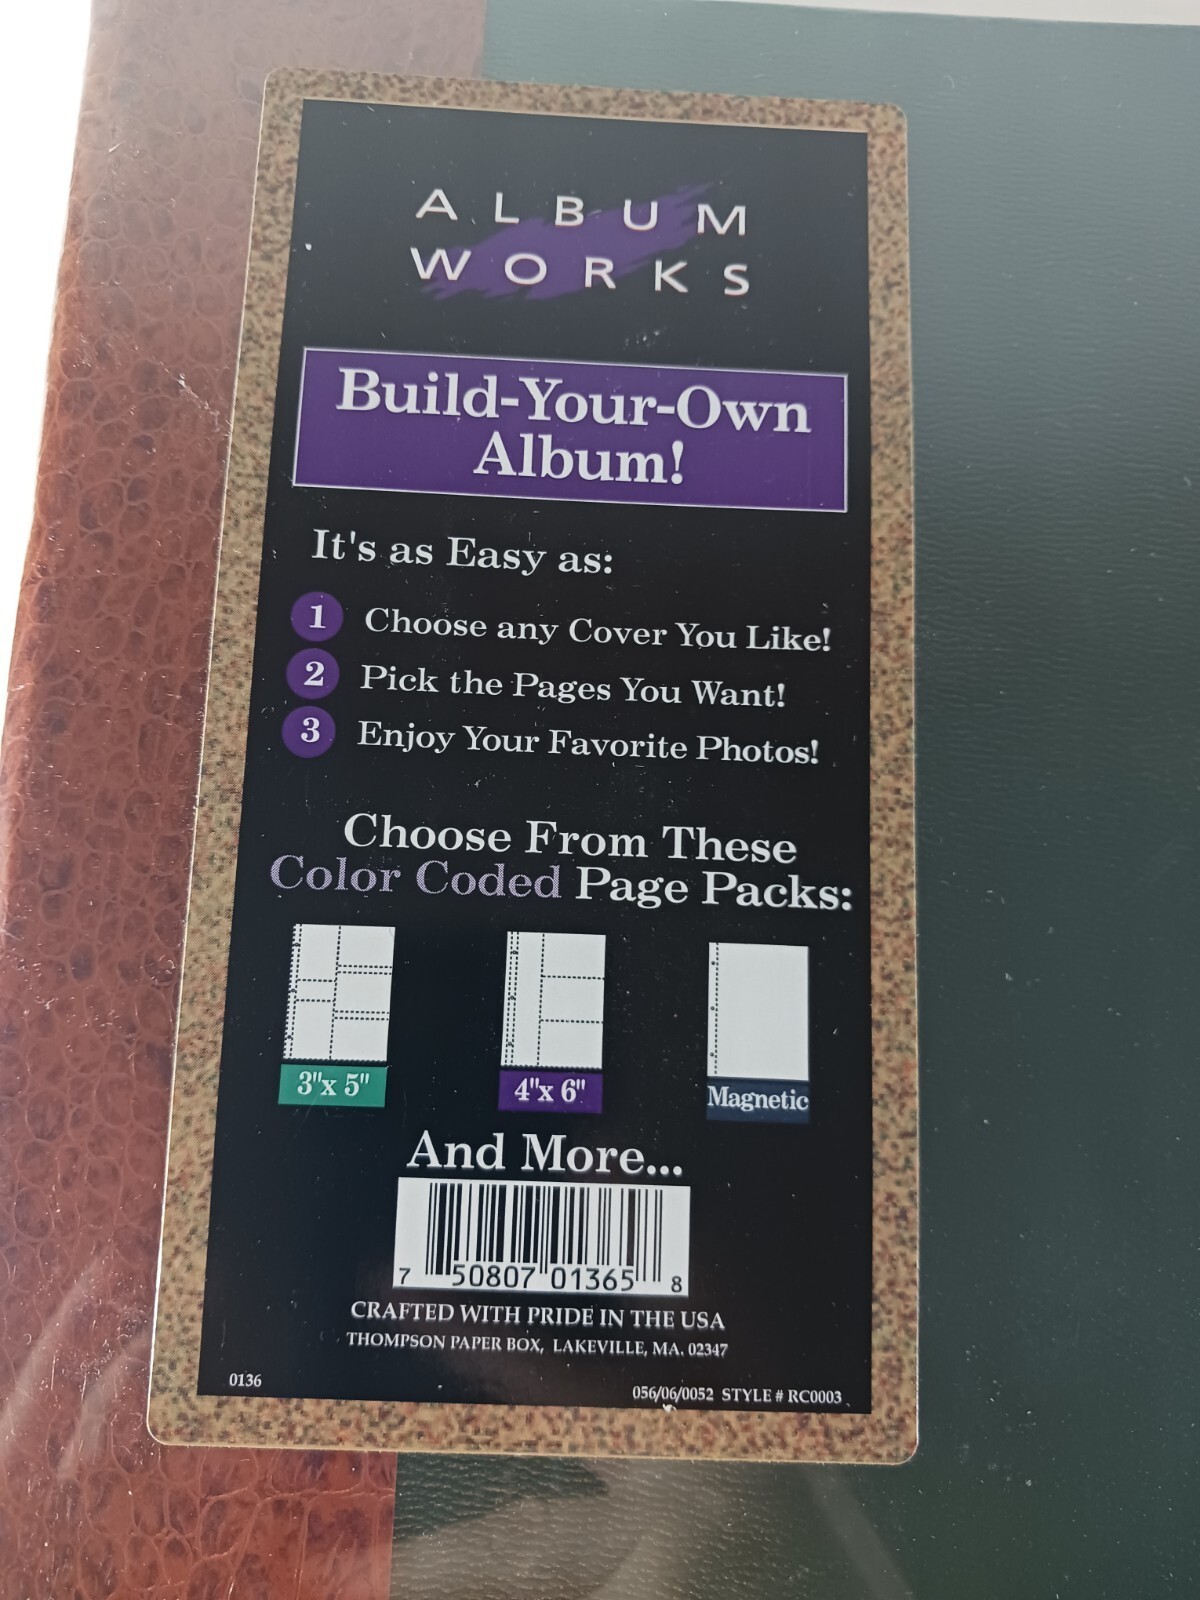 ALBUM
WORKS
Build-Your-Own
Album!
It's as Easy as:
1 Choose any Cover You Like!
2 Pick the Pages You Want!
3 Enjoy Your Favorite Photos!
Choose From These
Color Coded Page Packs:
3"x 5" 4"x 6" Magnetic
And More...
7 50807 01365 8
CRAFTED WITH PRIDE IN THE USA
THOMPSON PAPER BOX, LAKEVILLE, MA. 02347
0136 056/06/0052 STYLE # RC0003